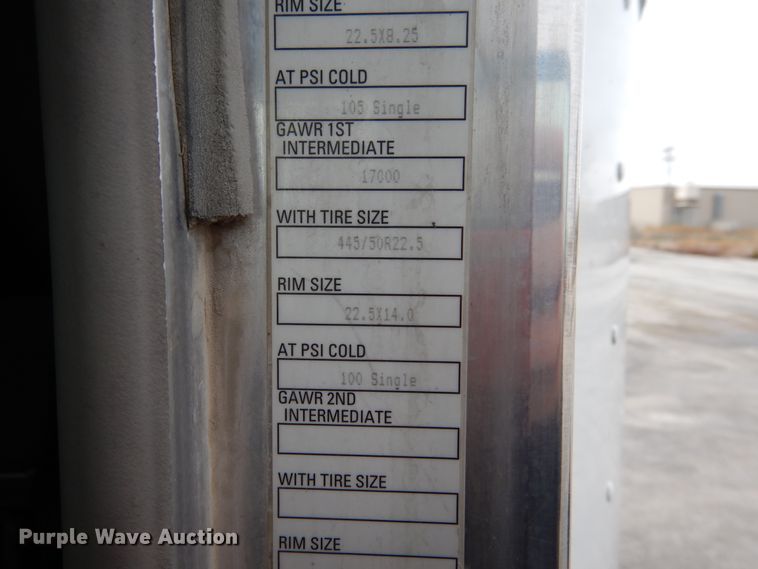 RIM SIZE
22.5X8.25
AT PSI COLD
105 Single
GAWR 1ST
INTERMEDIATE
17000
WITH TIRE SIZE
445/50R22.5
RIM SIZE
22.5X14.0
AT PSI COLD
100 Single
GAWR 2ND
INTERMEDIATE
WITH TIRE SIZE
RIM SIZE
Purple Wave Auction®